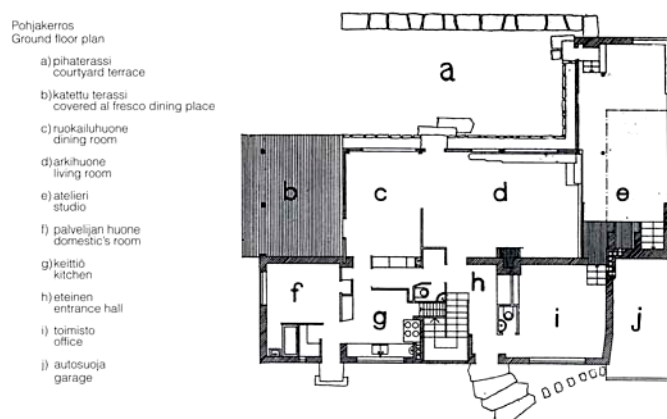 Pohjakerros
Ground floor plan
a) pihaterassi
courtyard terrace
b) katettu terassi
covered al fresco dining place
c) ruokailuhuone
dining room
d) arkihuone
living room
e) atelieri
studio
f) palvelijan huone
domestic's room
g) keittiö
kitchen
h) eteinen
entrance hall
i) toimisto
office
j) autosuoja
garage
a
b
c
d
e
f
g
h
i
j